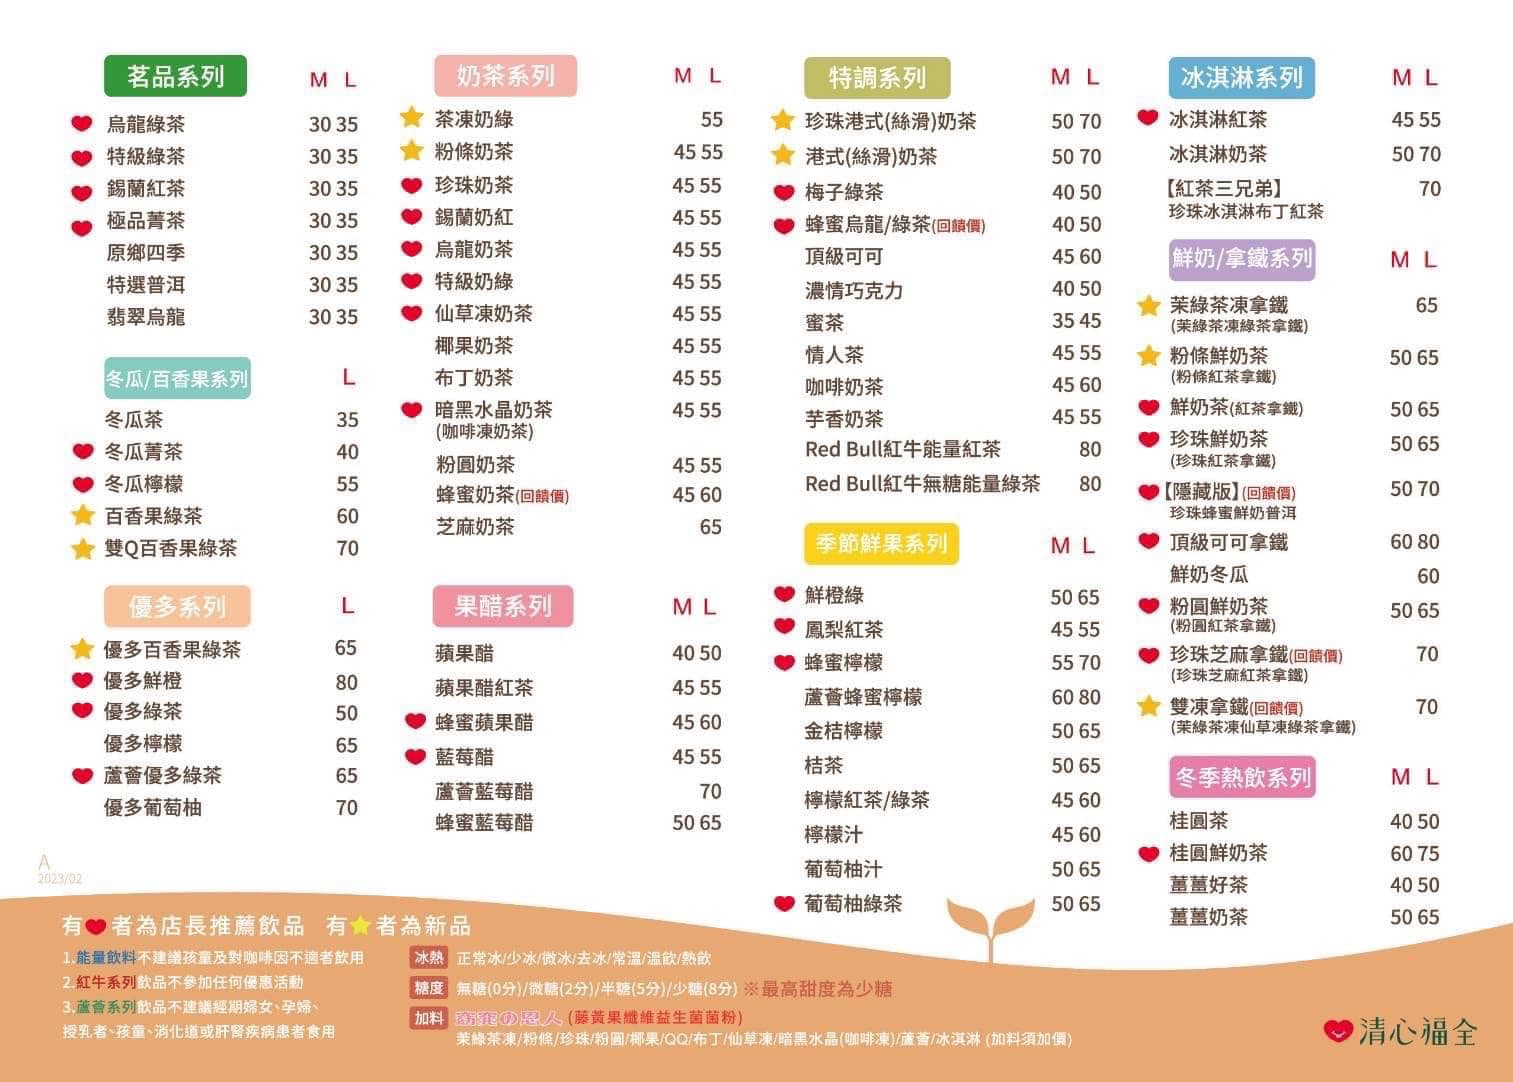 茗品系列 M L
烏龍綠茶 30 35
特級綠茶 30 35
錫蘭紅茶 30 35
極品菁茶 30 35
原鄉四季 30 35
特選普洱 30 35
翡翠烏龍 30 35
冬瓜/百香果系列 L
冬瓜茶 35
冬瓜菁茶 40
冬瓜檸檬 55
百香果綠茶 60
雙Q百香果綠茶 70
優多系列 L
優多百香果綠茶 65
優多鮮橙 80
優多綠茶 50
優多檸檬 65
蘆薈優多綠茶 65
優多葡萄柚 70
奶茶系列 M L
茶凍奶綠 55
粉條奶茶 45 55
珍珠奶茶 45 55
錫蘭奶紅 45 55
烏龍奶茶 45 55
特級奶綠 45 55
仙草凍奶茶 45 55
椰果奶茶 45 55
布丁奶茶 45 55
暗黑水晶奶茶 45 55
(咖啡凍奶茶)
粉圓奶茶 45 55
蜂蜜奶茶(回饋價) 45 60
芝麻奶茶 65
果醋系列 M L
蘋果醋 40 50
蘋果醋紅茶 45 55
蜂蜜蘋果醋 45 60
藍莓醋 45 55
蘆薈藍莓醋 70
蜂蜜藍莓醋 50 65
特調系列 M L
珍珠港式(絲滑)奶茶 50 70
港式(絲滑)奶茶 50 70
梅子綠茶 40 50
蜂蜜烏龍/綠茶(回饋價) 40 50
頂級可可 45 60
濃情巧克力 40 50
蜜茶 35 45
情人茶 45 55
咖啡奶茶 45 60
芋香奶茶 45 55
Red Bull紅牛能量紅茶 80
Red Bull紅牛無糖能量綠茶 80
季節鮮果系列 M L
鮮橙綠 50 65
鳳梨紅茶 45 55
蜂蜜檸檬 55 70
蘆薈蜂蜜檸檬 60 80
金桔檸檬 50 65
桔茶 50 65
檸檬紅茶/綠茶 45 60
檸檬汁 45 60
葡萄柚汁 50 65
葡萄柚綠茶 50 65
冰淇淋系列 M L
冰淇淋紅茶 45 55
冰淇淋奶茶 50 70
【紅茶三兄弟】 70
珍珠冰淇淋布丁紅茶
鮮奶/拿鐵系列 M L
茉綠茶凍拿鐵 65
(茉綠茶凍綠茶拿鐵)
粉條鮮奶茶 50 65
(粉條紅茶拿鐵)
鮮奶茶(紅茶拿鐵) 50 65
珍珠鮮奶茶 50 65
(珍珠紅茶拿鐵)
【隱藏版】(回饋價) 50 70
珍珠蜂蜜鮮奶普洱
頂級可可拿鐵 60 80
鮮奶冬瓜 60
粉圓鮮奶茶 50 65
(粉圓紅茶拿鐵)
珍珠芝麻拿鐵(回饋價) 70
(珍珠芝麻紅茶拿鐵)
雙凍拿鐵(回饋價) 70
(茉綠茶凍仙草凍綠茶拿鐵)
冬季熱飲系列 M L
桂圓茶 40 50
桂圓鮮奶茶 60 75
薑薑好茶 40 50
薑薑奶茶 50 65
A
2023/02
有❤者為店長推薦飲品 有★者為新品
1.能量飲料不建議孩童及對咖啡因不適者飲用
2.紅牛系列飲品不參加任何優惠活動
3.蘆薈系列飲品不建議經期婦女、孕婦、
授乳者、孩童、消化道或肝腎疾病患者食用
冰熱 正常冰/少冰/微冰/去冰/常溫/溫飲/熱飲
糖度 無糖(0分)/微糖(2分)/半糖(5分)/少糖(8分) ※最高甜度為少糖
加料 窈窕の恩人 (藤黃果纖維益生菌菌粉)
茉綠茶凍/粉條/珍珠/粉圓/椰果/QQ/布丁/仙草凍/暗黑水晶(咖啡凍)/蘆薈/冰淇淋 (加料須加價)
清心福全